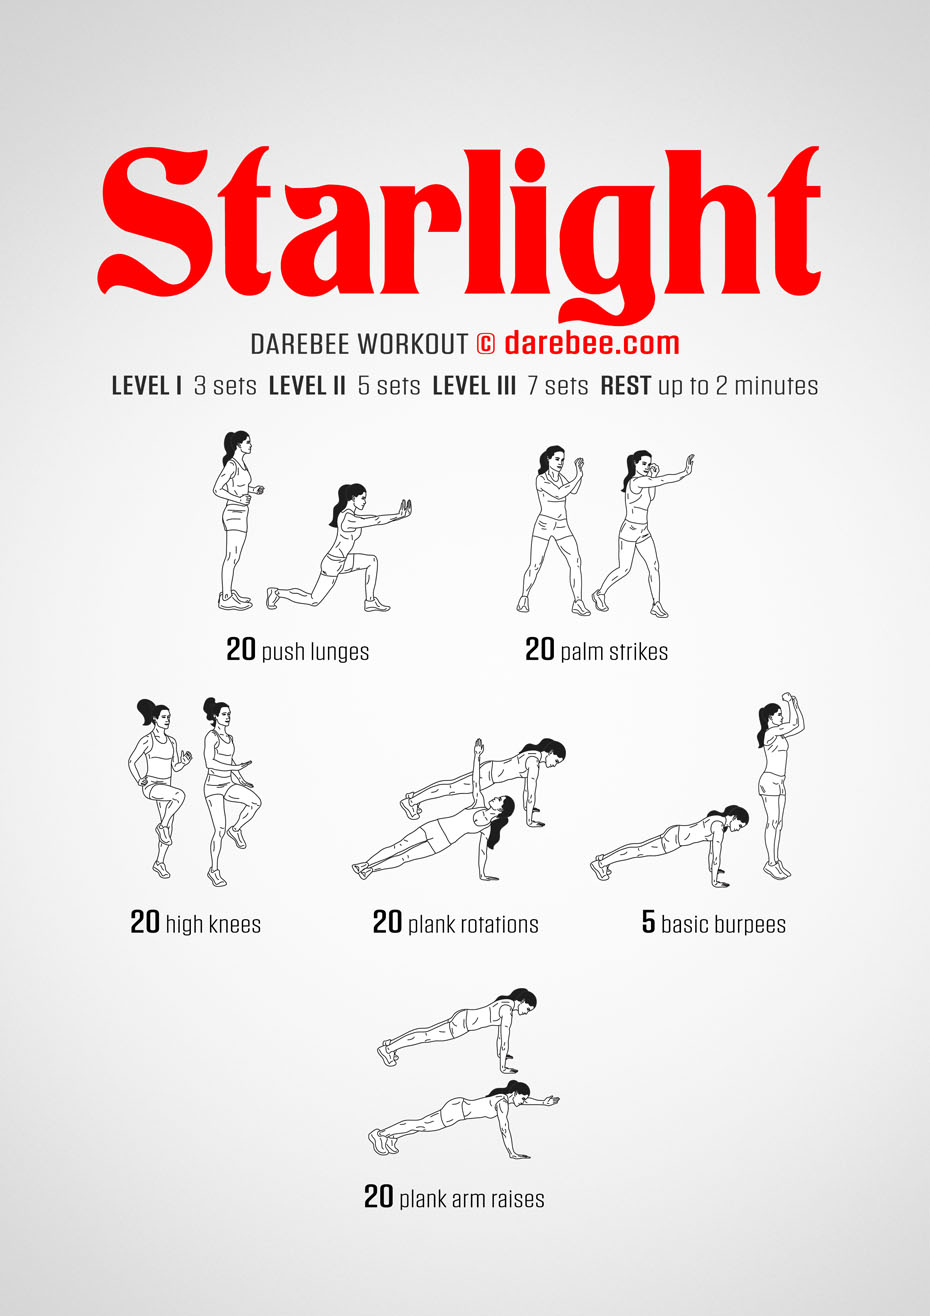 Starlight
DAREBEE WORKOUT © darebee.com
LEVEL I 3 sets LEVEL II 5 sets LEVEL III 7 sets REST up to 2 minutes
20 push lunges
20 palm strikes
20 high knees
20 plank rotations
5 basic burpees
20 plank arm raises